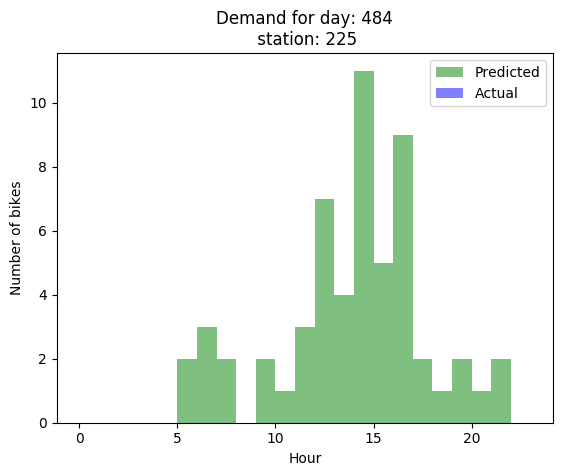 Demand for day: 484
station: 225
Predicted
Actual
10
8
6
4
2
0
Number of bikes
0 5 10 15 20
Hour